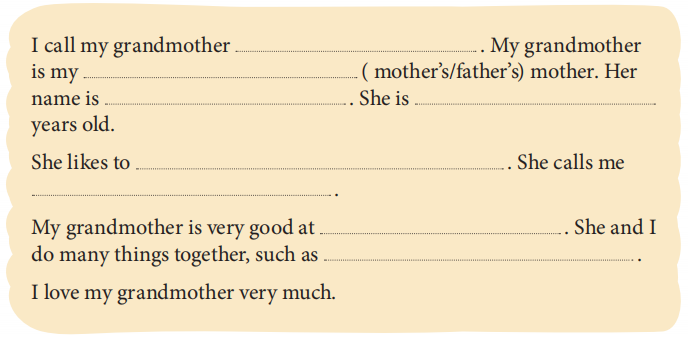 I call my grandmother ........................ . My grandmother
is my ........................ ( mother’s/father’s) mother. Her
name is ........................ . She is ........................
years old.
She likes to ........................ . She calls me
........................ .
My grandmother is very good at ........................ . She and I
do many things together, such as ........................ .
I love my grandmother very much.